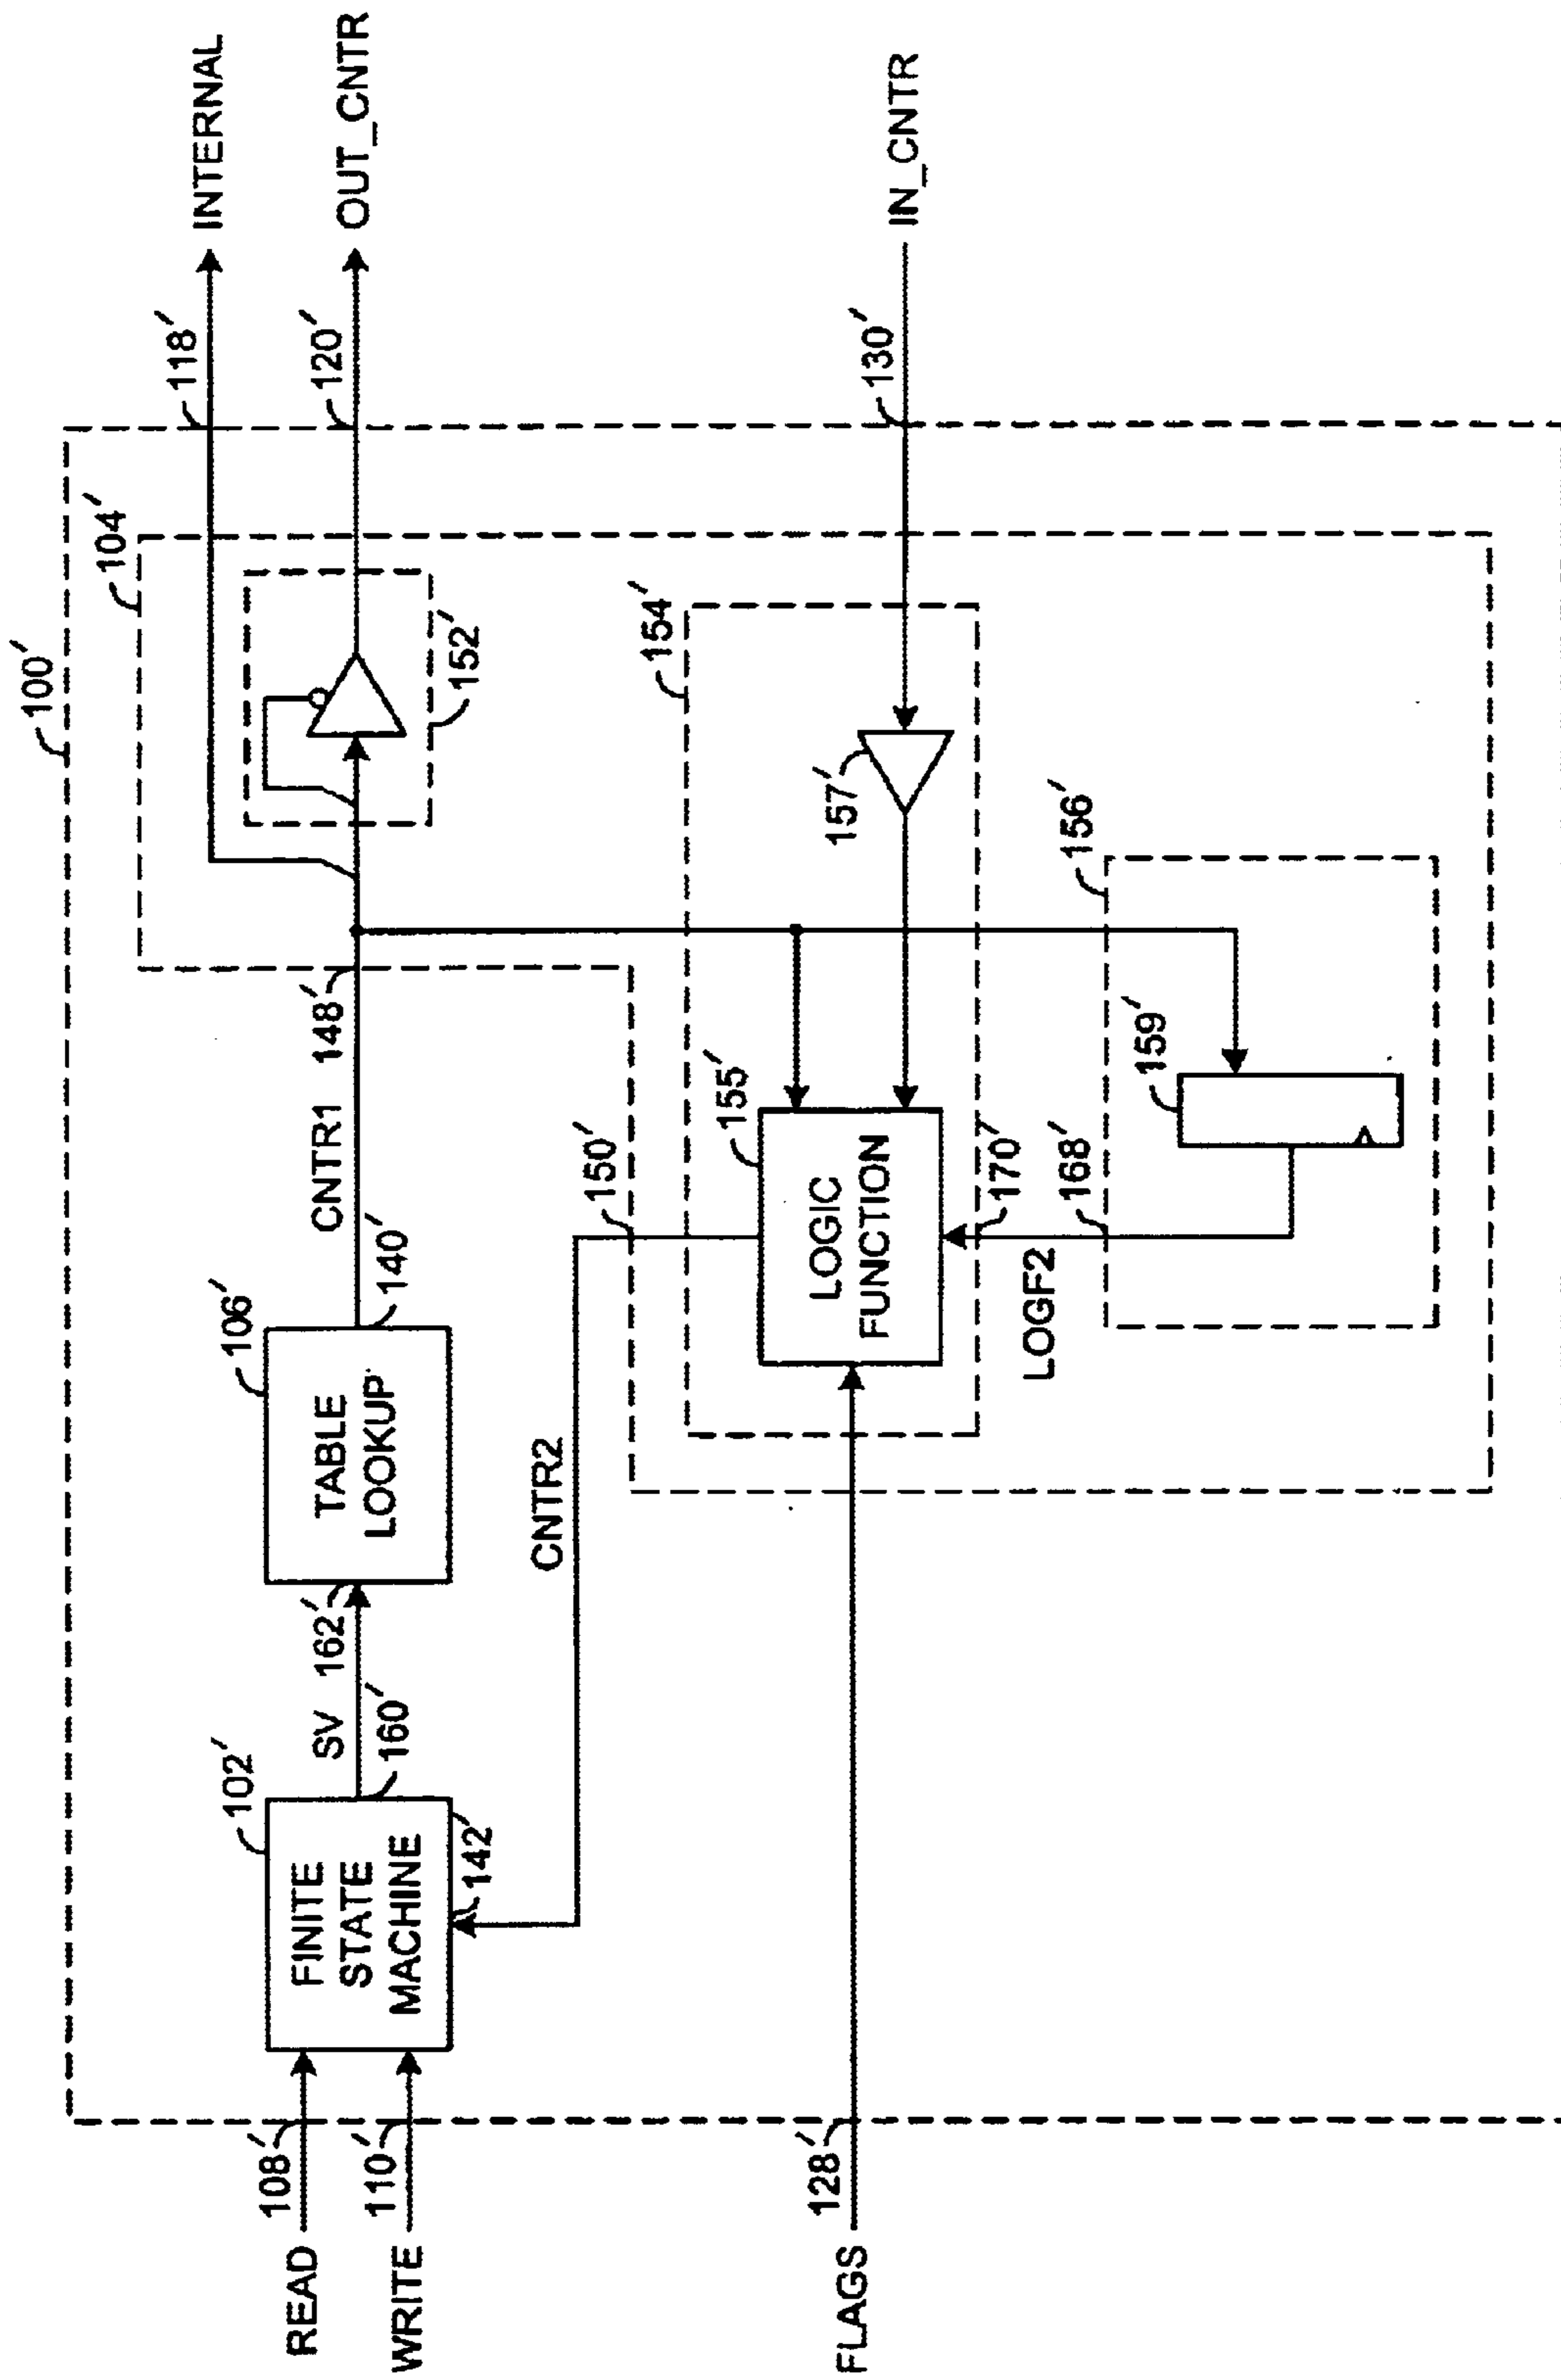 100′
104′
READ
108′
WRITE
110′
102′
FINITE
STATE
MACHINE
142′
160′
SV
162′
106′
TABLE
LOOKUP
140′
CNTR1
148′
118′
INTERNAL
120′
OUT_CNTR
152′
CNTR2
150′
154′
155′
LOGIC
FUNCTION
157′
130′
IN_CNTR
FLAGS
128′
170′
168′
LOGF2
156′
159′